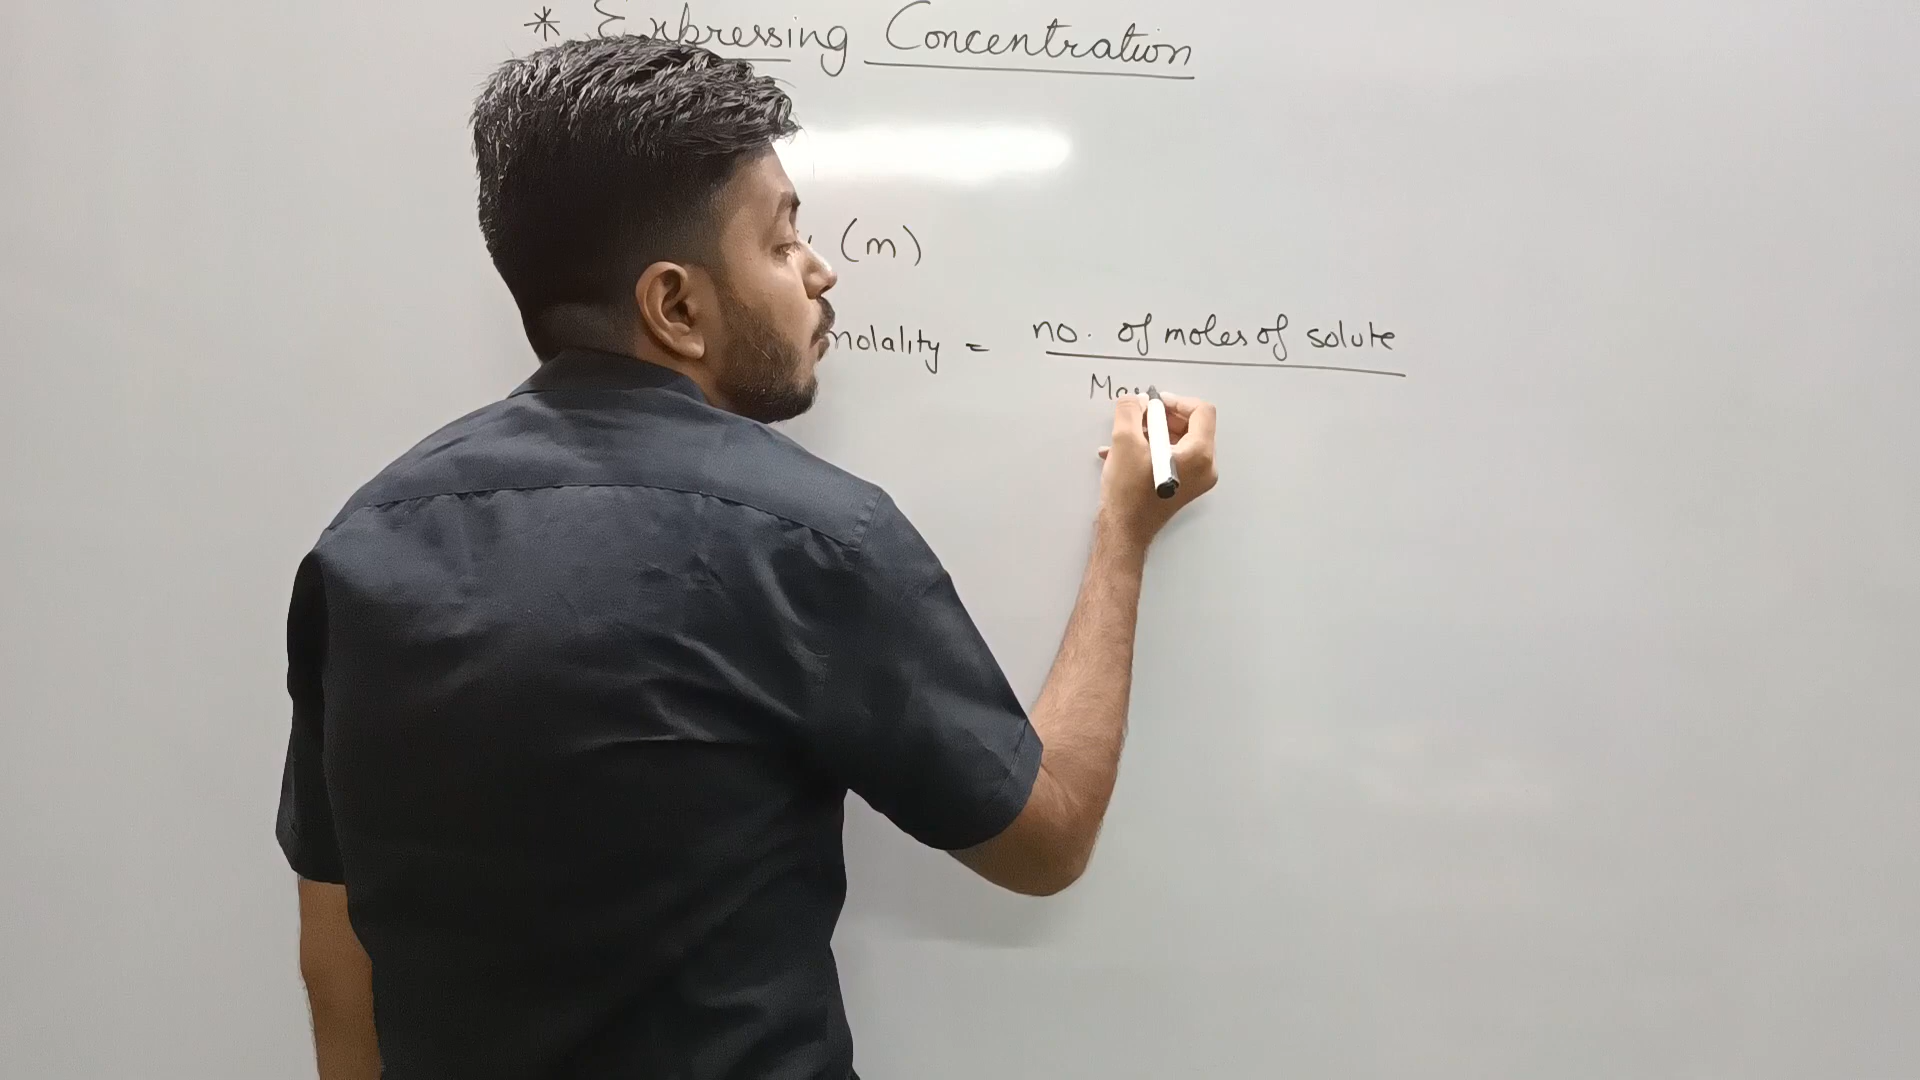 * Expressing Concentration
(m)
molality = no. of moles of solute